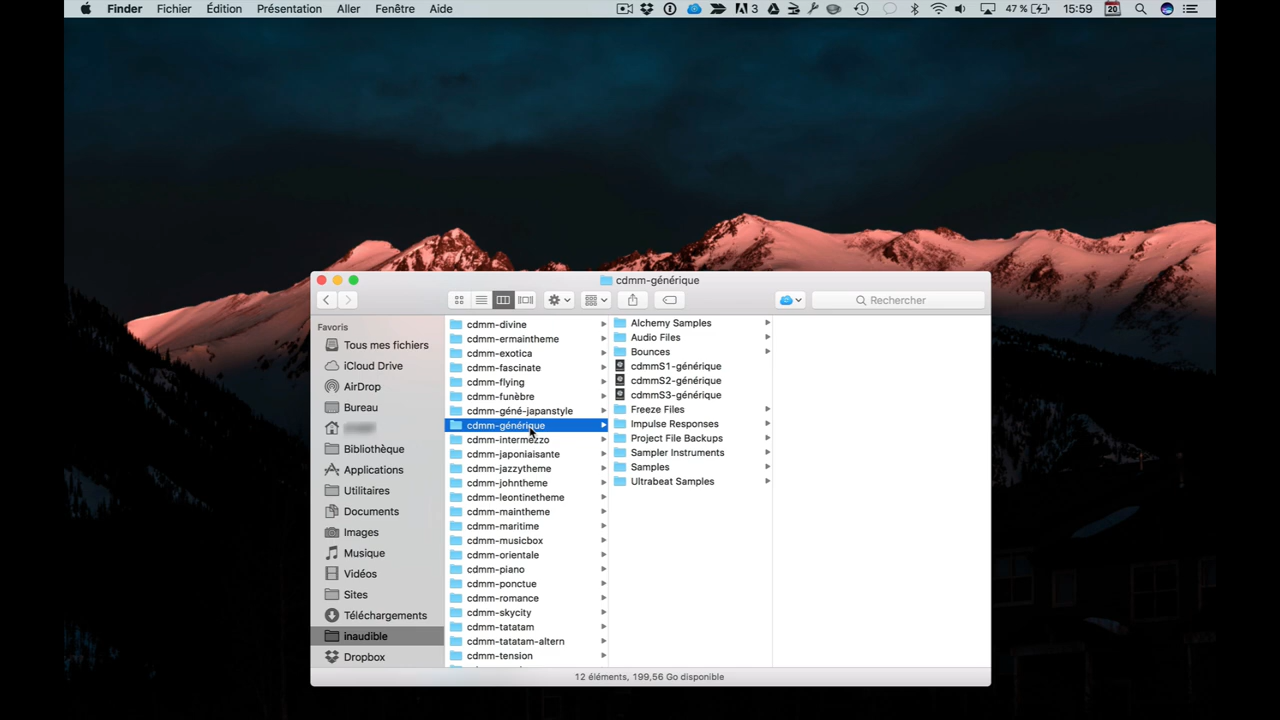 Finder Fichier Édition Présentation Aller Fenêtre Aide 3 47 % 15:59 20
cdmm-générique
Rechercher
Favoris
Tous mes fichiers
iCloud Drive
AirDrop
Bureau
Bibliothèque
Applications
Utilitaires
Documents
Images
Musique
Vidéos
Sites
Téléchargements
inaudible
Dropbox
cdmm-divine
cdmm-ermaintheme
cdmm-exotica
cdmm-fascinate
cdmm-flying
cdmm-funèbre
cdmm-géné-japanstyle
cdmm-générique
cdmm-intermezzo
cdmm-japoniaisante
cdmm-jazzytheme
cdmm-johntheme
cdmm-leontinetheme
cdmm-maintheme
cdmm-maritime
cdmm-musicbox
cdmm-orientale
cdmm-piano
cdmm-ponctue
cdmm-romance
cdmm-skycity
cdmm-tatatam
cdmm-tatatam-altern
cdmm-tension
Alchemy Samples
Audio Files
Bounces
cdmmS1-générique
cdmmS2-générique
cdmmS3-générique
Freeze Files
Impulse Responses
Project File Backups
Sampler Instruments
Samples
Ultrabeat Samples
12 éléments, 199,56 Go disponible